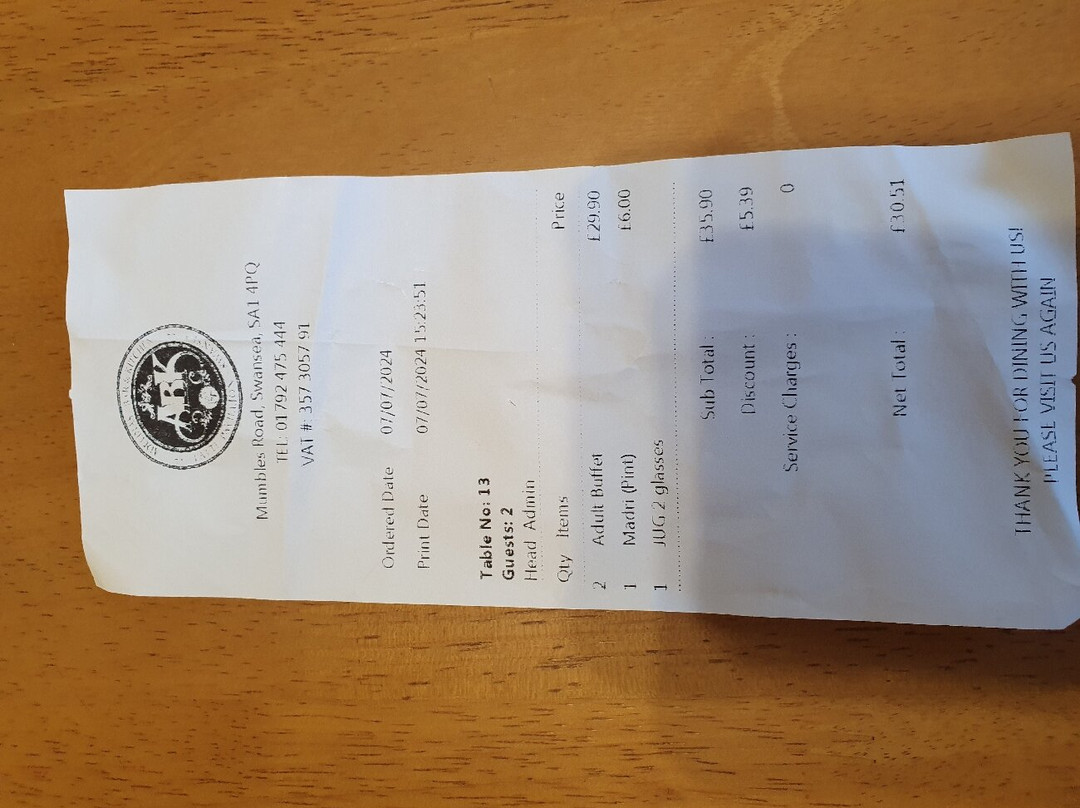 ABK
Mumbles Road, Swansea, SA1 4PQ
TEL: 01792 475 444
VAT #: 357 3057 91
Ordered Date 07/07/2024
Print Date 07/07/2024 15:23:51
Table No: 13
Guests: 2
Head Admin
Qty Items Price
2 Adult Buffet £29.90
1 Madri (Pint) £6.00
1 JUG 2 glasses
Sub Total : £35.90
Discount : £5.39
Service Charges : 0
Net Total : £30.51
THANK YOU FOR DINING WITH US!
PLEASE VISIT US AGAIN!